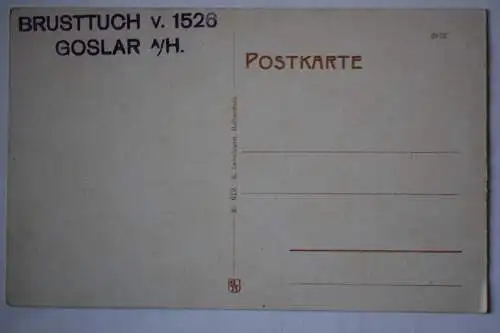 BRUSTTUCH v. 1526
GOSLAR A/H.
POSTKARTE